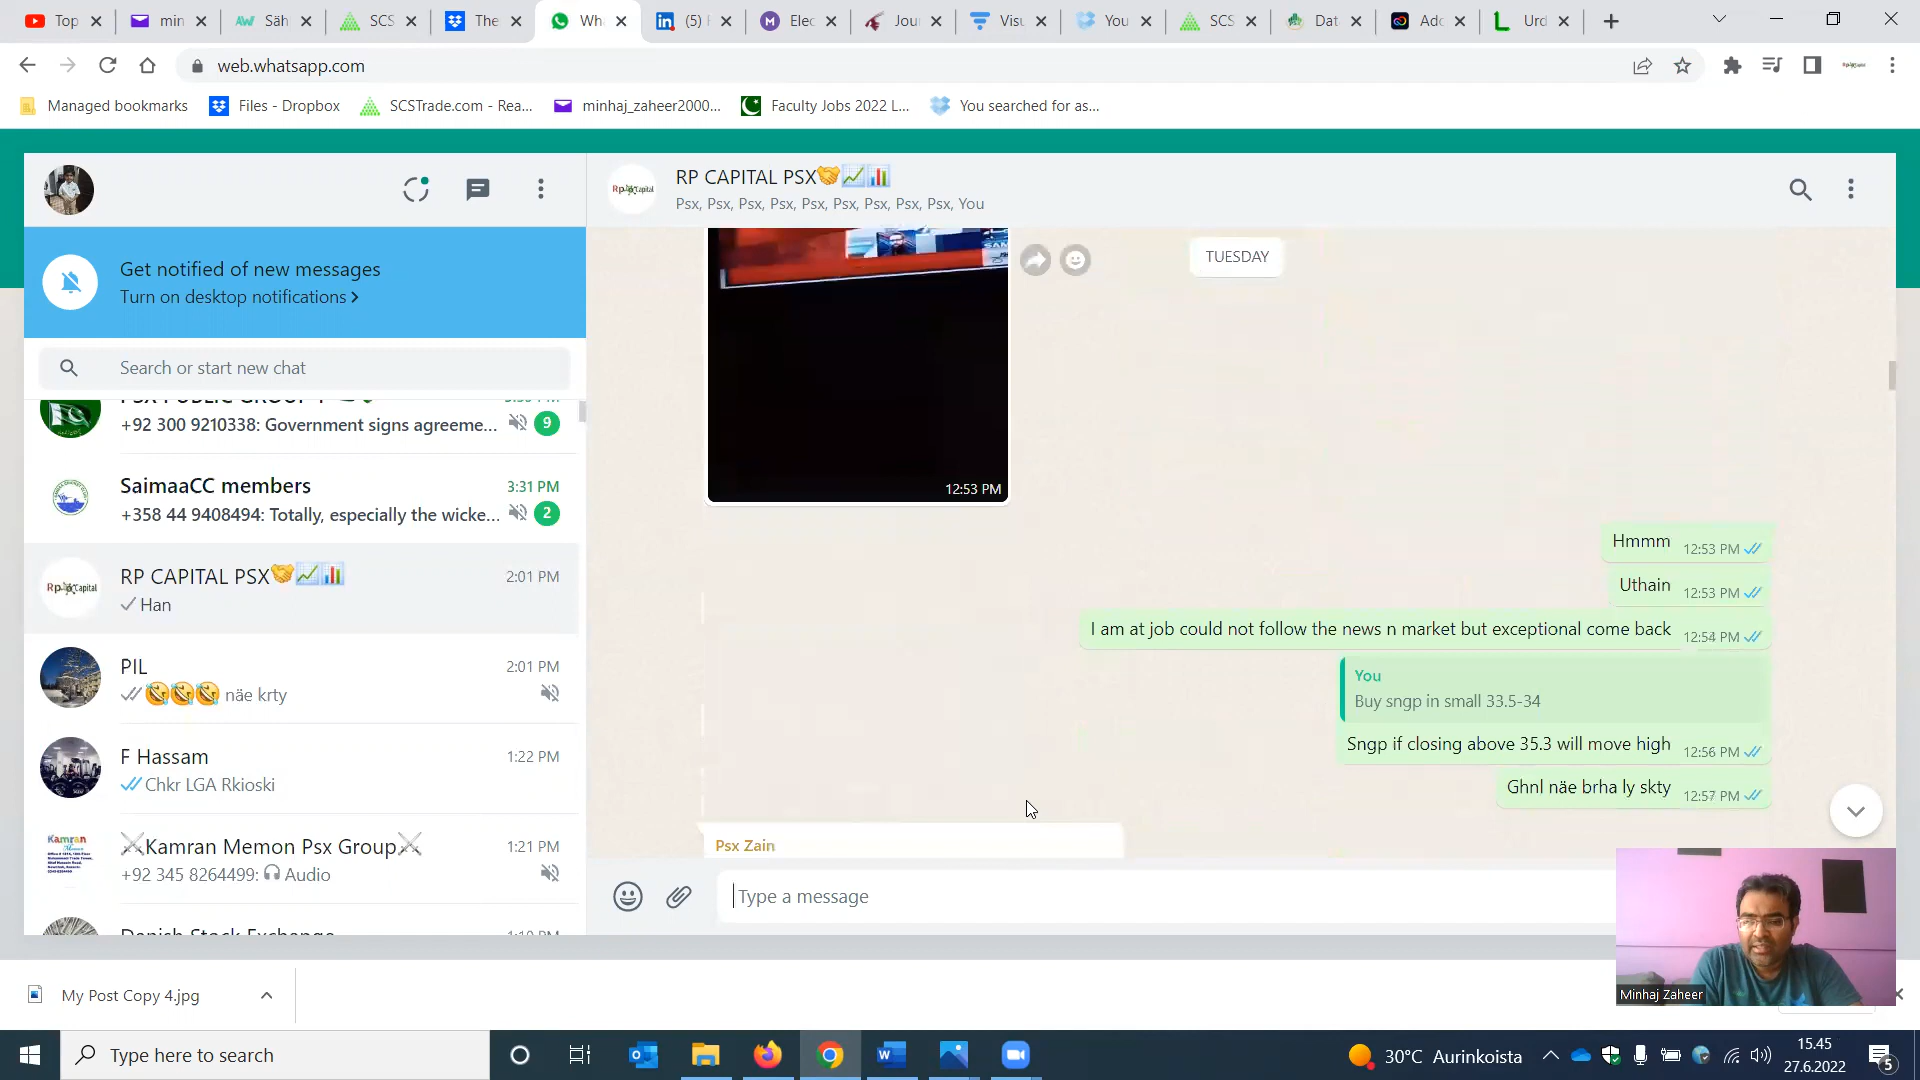 Top
min
Säh
SCS
The
Wha
(5)
Elec
Jour
Visu
You
SCS
Dat
Adc
Urd
web.whatsapp.com
Managed bookmarks
Files - Dropbox
SCSTrade.com - Rea...
minhaj_zaheer2000...
Faculty Jobs 2022 L...
You searched for as...
RP CAPITAL PSX🤝📈📊
Psx, Psx, Psx, Psx, Psx, Psx, Psx, Psx, Psx, You
Get notified of new messages
Turn on desktop notifications >
Search or start new chat
+92 300 9210338: Government signs agreeme...
9
SaimaaCC members
3:31 PM
+358 44 9408494: Totally, especially the wicke...
2
RP CAPITAL PSX🤝📈📊
2:01 PM
Han
PIL
2:01 PM
🤣🤣🤣 näe krty
F Hassam
1:22 PM
Chkr LGA Rkioski
⚔Kamran Memon Psx Group⚔
1:21 PM
+92 345 8264499: Audio
Danish Stock Exchange
1:10 PM
TUESDAY
12:53 PM
Hmmm 12:53 PM
Uthain 12:53 PM
I am at job could not follow the news n market but exceptional come back 12:54 PM
You
Buy sngp in small 33.5-34
Sngp if closing above 35.3 will move high 12:56 PM
Ghnl näe brha ly skty 12:57 PM
Psx Zain
Type a message
Minhaj Zaheer
My Post Copy 4.jpg
Type here to search
30°C Aurinkoista
15.45
27.6.2022
5